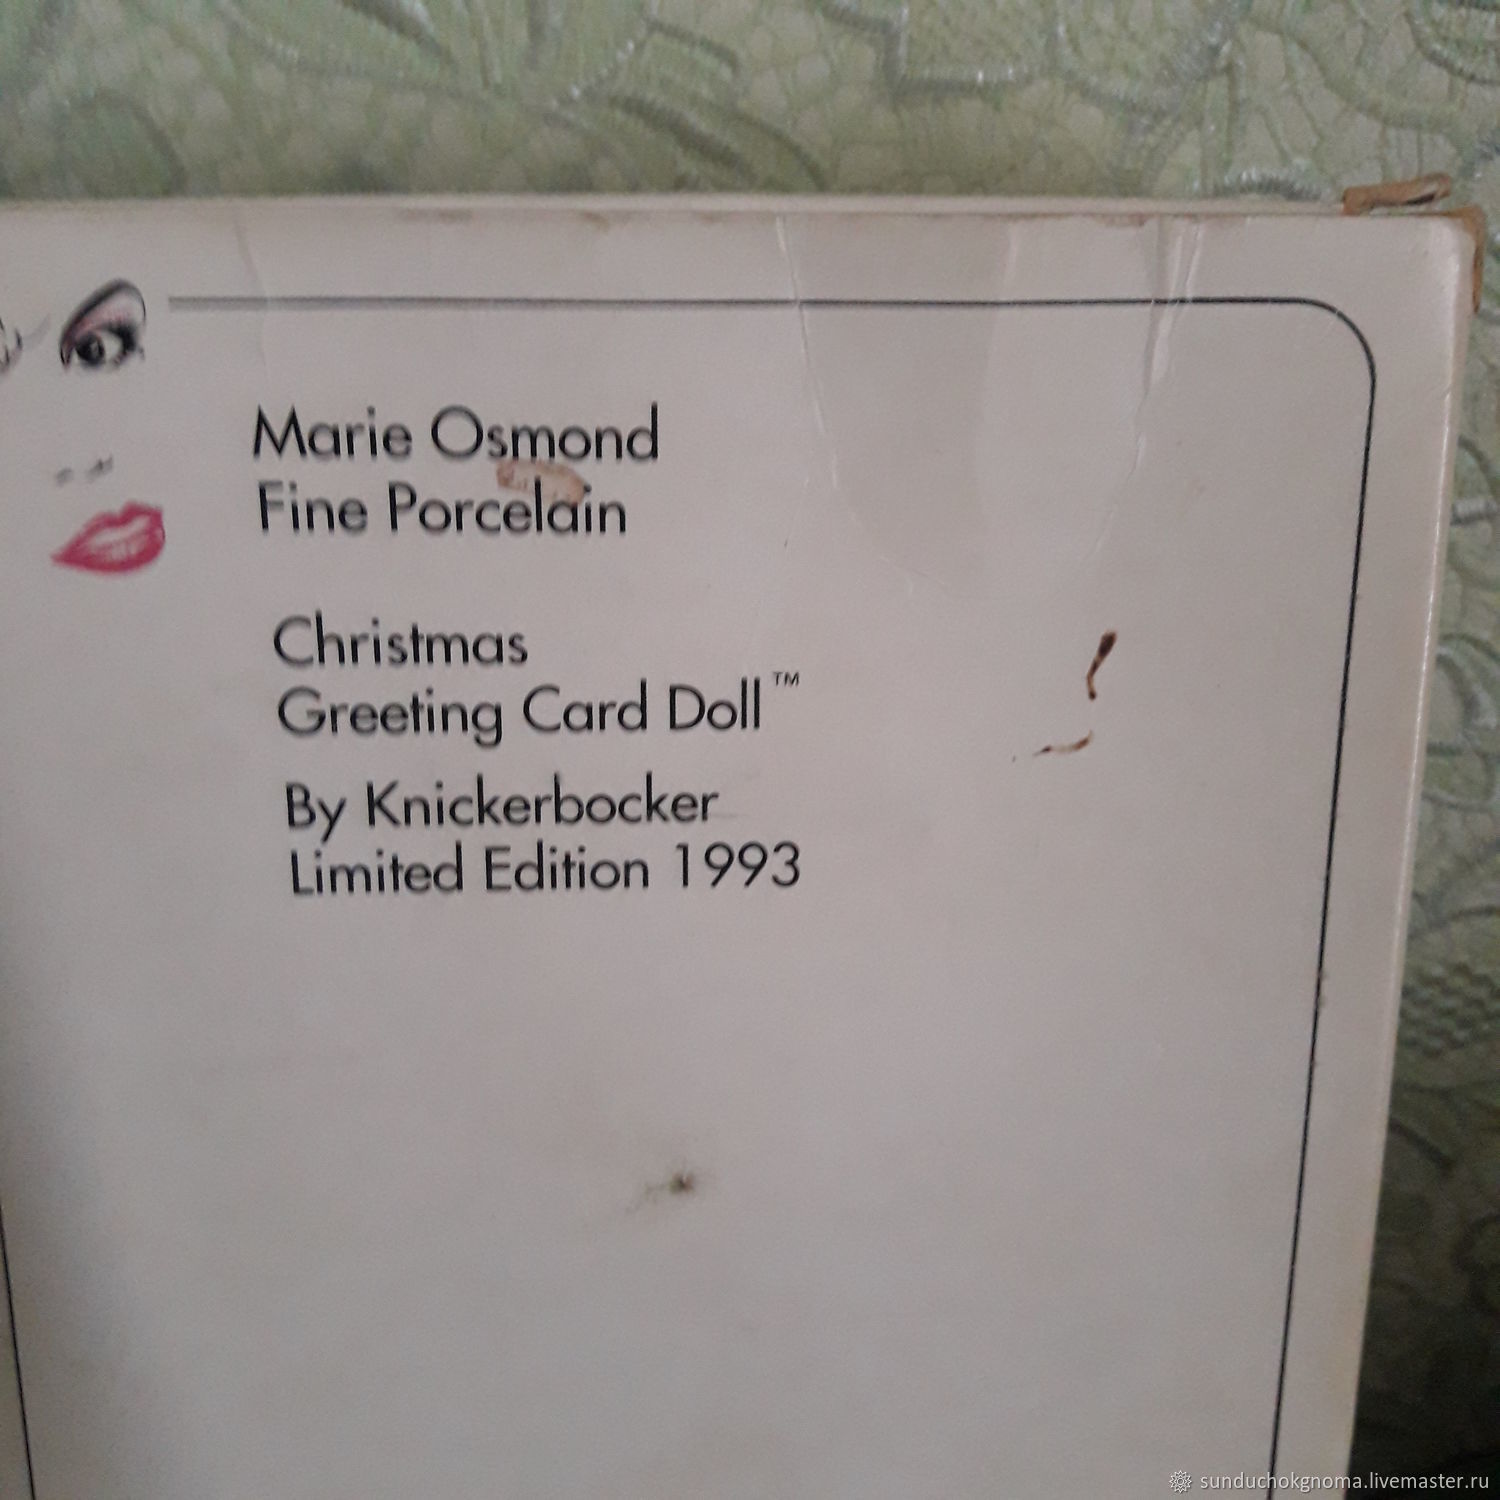 Marie Osmond
Fine Porcelain
Christmas
Greeting Card Doll™
By Knickerbocker
Limited Edition 1993
sunduchokgnoma.livemaster.ru